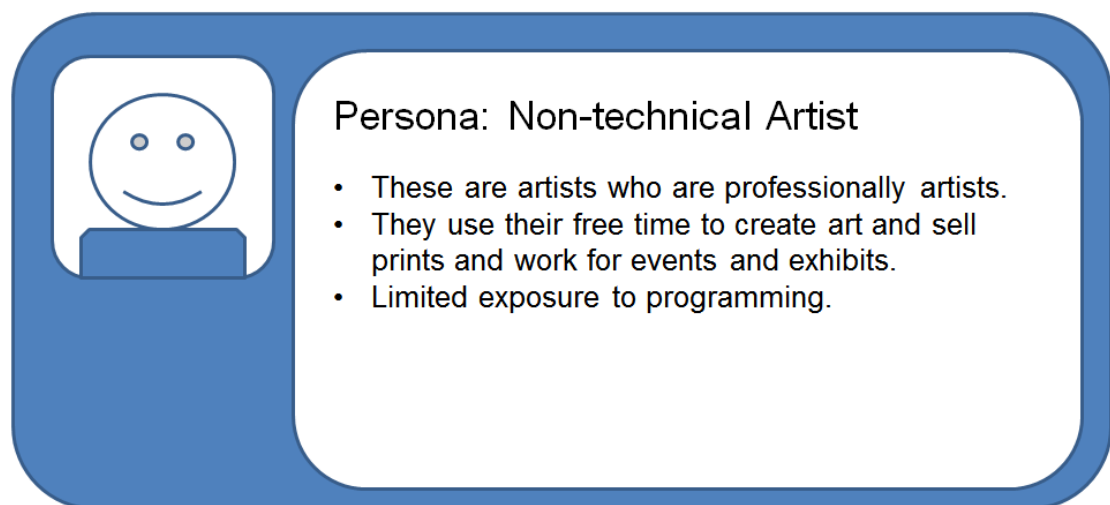 Persona: Non-technical Artist
• These are artists who are professionally artists.
• They use their free time to create art and sell
prints and work for events and exhibits.
• Limited exposure to programming.